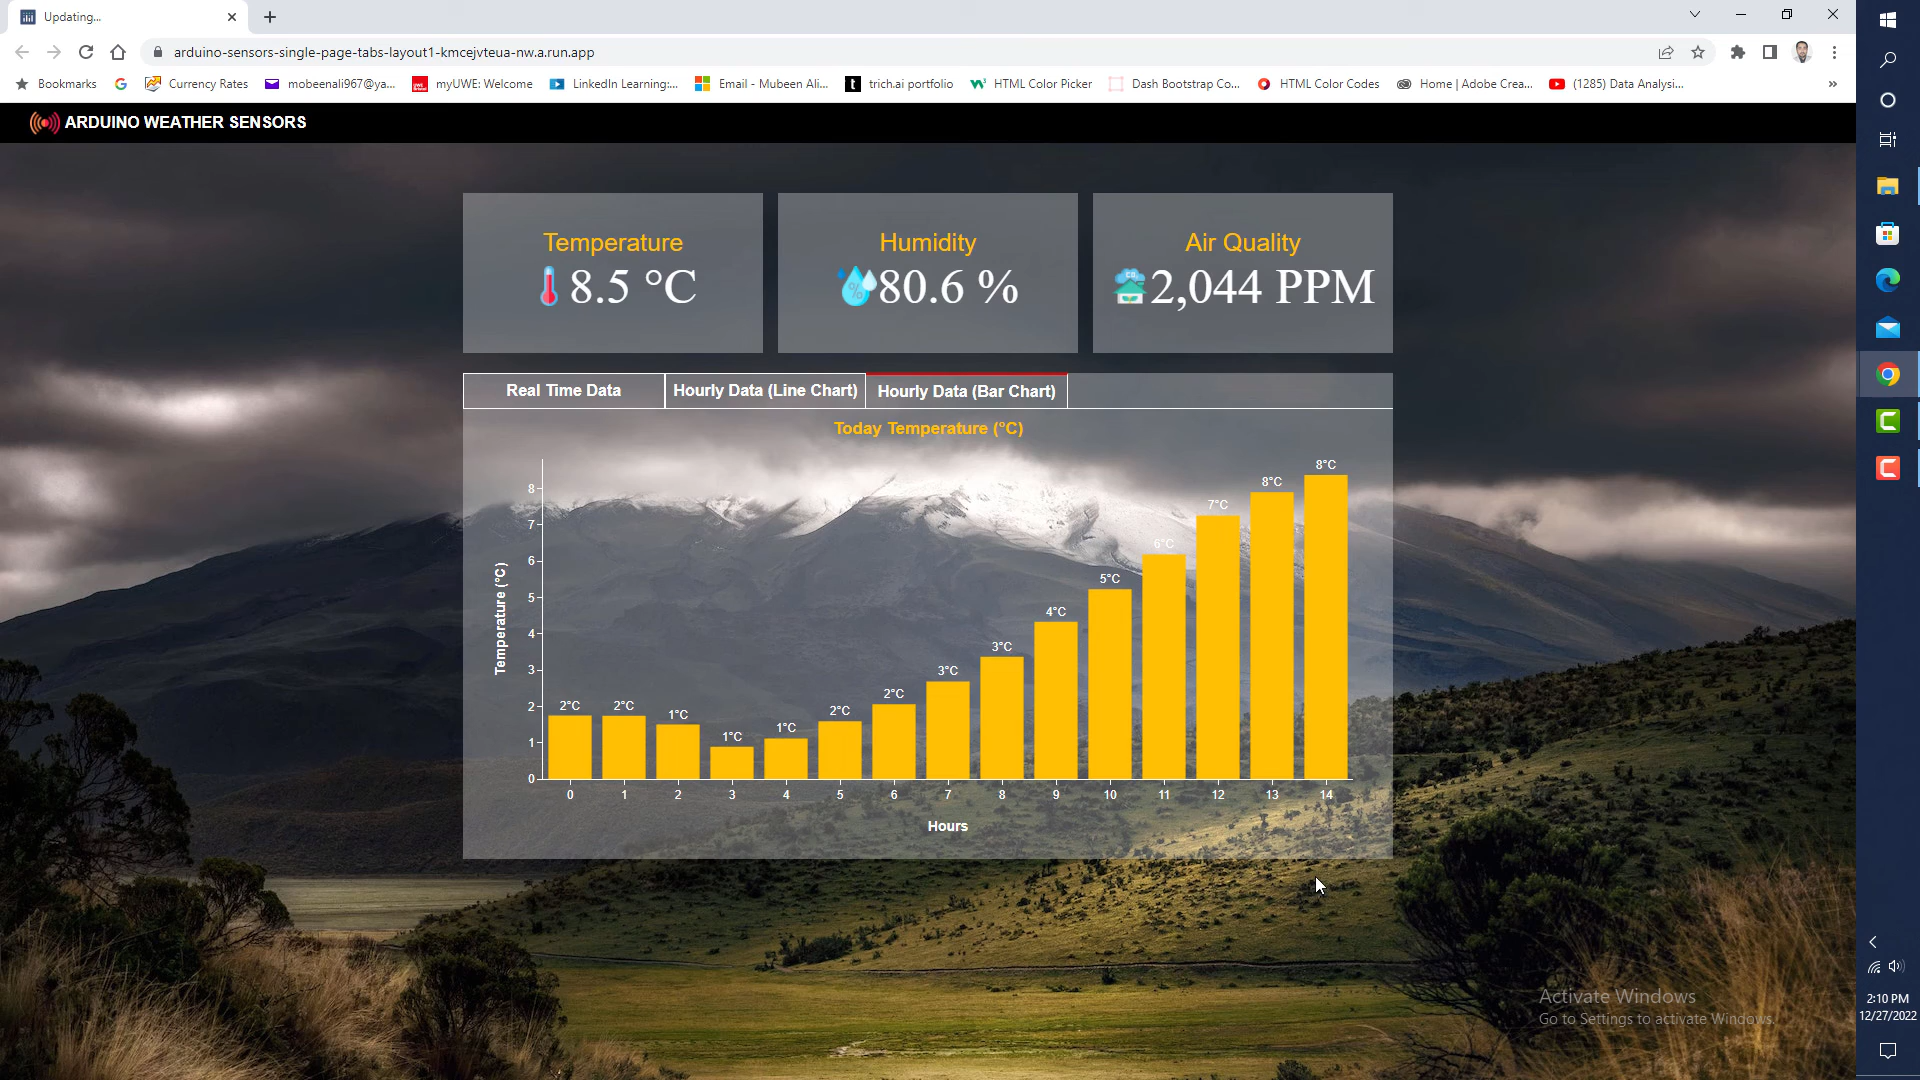 Updating...
arduino-sensors-single-page-tabs-layout1-kmcejvteua-nw.a.run.app
Bookmarks
Currency Rates
mobeenali967@ya...
myUWE: Welcome
LinkedIn Learning:...
Email - Mubeen Ali...
trich.ai portfolio
HTML Color Picker
Dash Bootstrap Co...
HTML Color Codes
Home | Adobe Crea...
(1285) Data Analysi...
»
ARDUINO WEATHER SENSORS
Temperature
8.5 °C
Humidity
80.6 %
Air Quality
2,044 PPM
Real Time Data
Hourly Data (Line Chart)
Hourly Data (Bar Chart)
Today Temperature (°C)
Temperature (°C)
8
7
6
5
4
3
2
1
0
2°C
2°C
1°C
1°C
1°C
2°C
2°C
3°C
3°C
4°C
5°C
6°C
7°C
8°C
8°C
0 1 2 3 4 5 6 7 8 9 10 11 12 13 14
Hours
Activate Windows
Go to Settings to activate Windows.
2:10 PM
12/27/2022